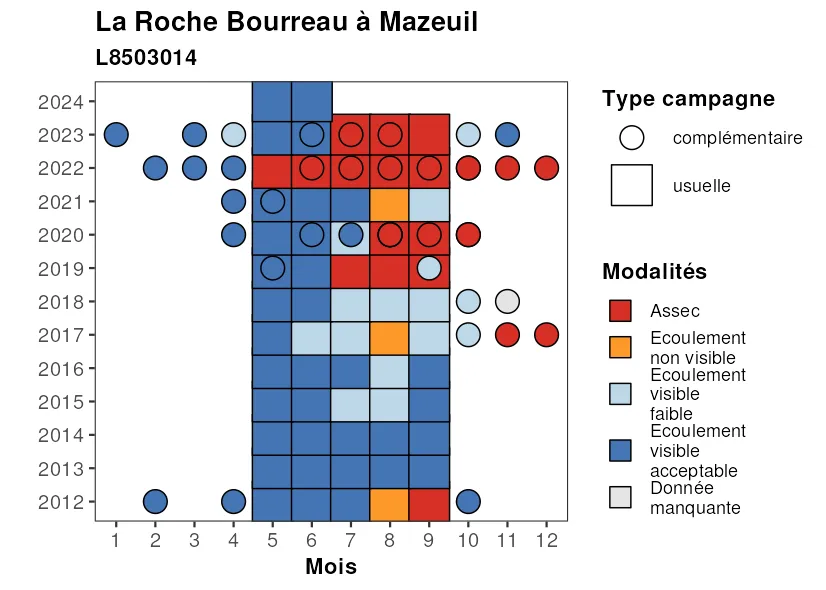 La Roche Bourreau à Mazeuil
L8503014
2024
2023
2022
2021
2020
2019
2018
2017
2016
2015
2014
2013
2012
1 2 3 4 5 6 7 8 9 10 11 12
Mois
Type campagne
complémentaire
usuelle
Modalités
Assec
Ecoulement
non visible
Ecoulement
visible
faible
Ecoulement
visible
acceptable
Donnée
manquante